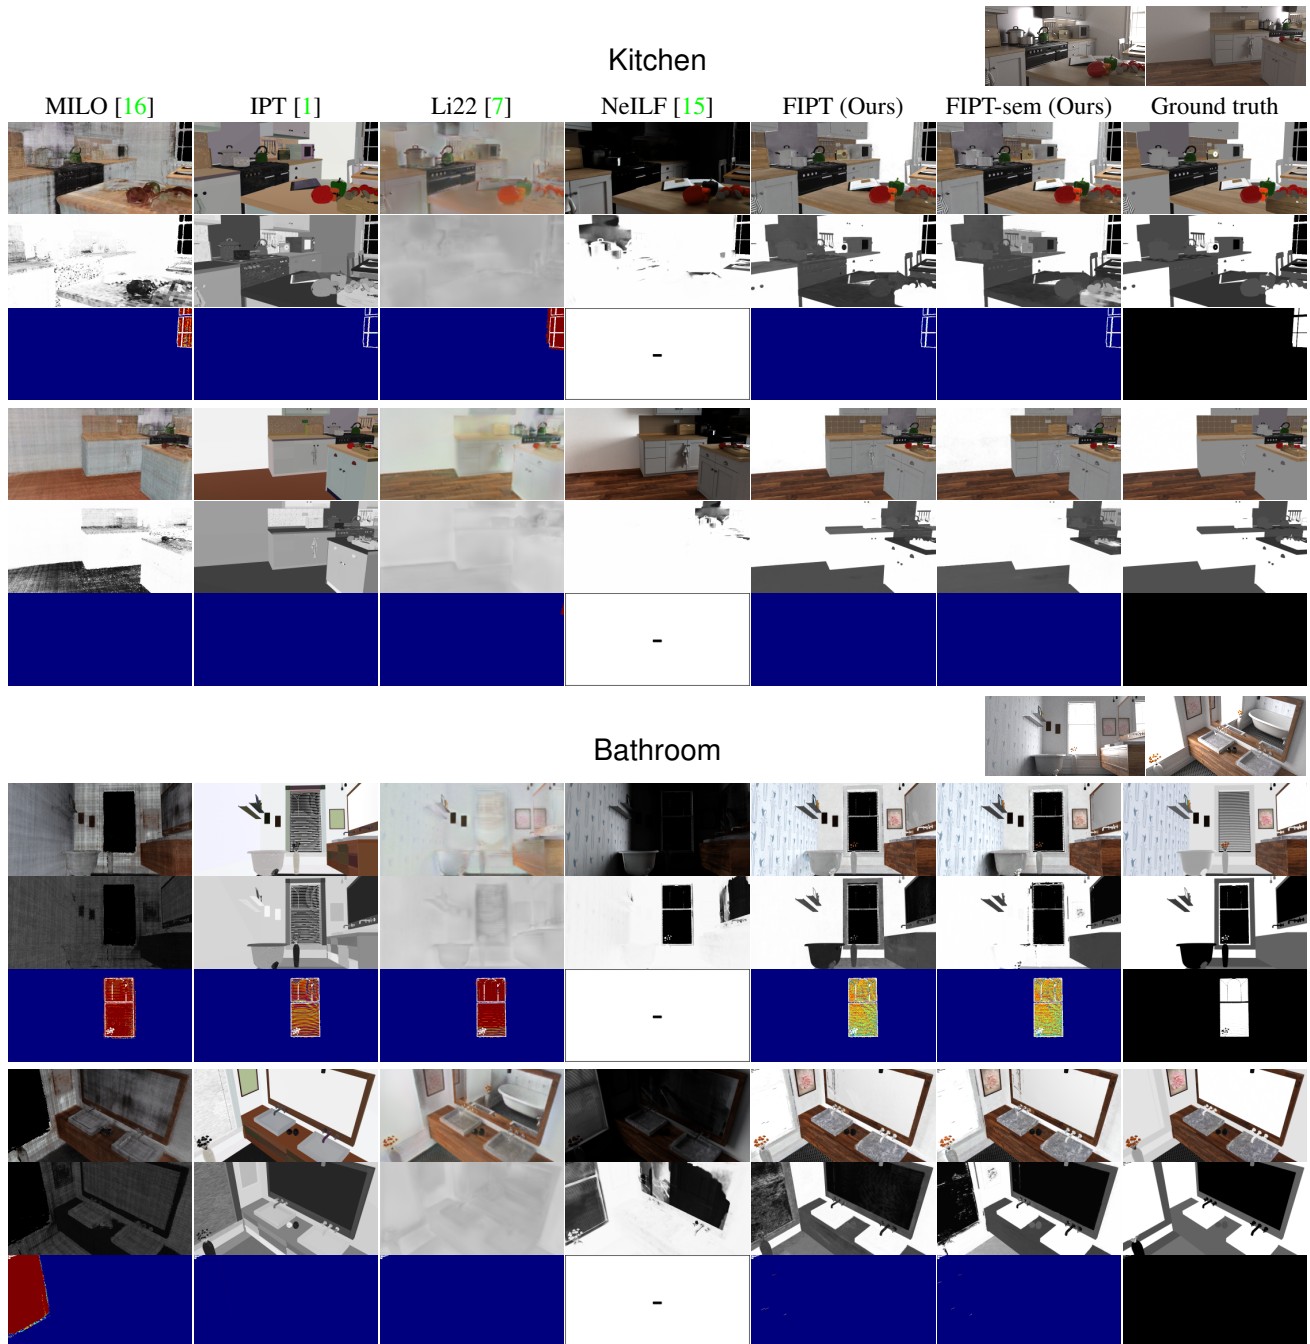 Kitchen
MILO [16] IPT [1] Li22 [7] NeILF [15] FIPT (Ours) FIPT-sem (Ours) Ground truth
-
-
Bathroom
-
-